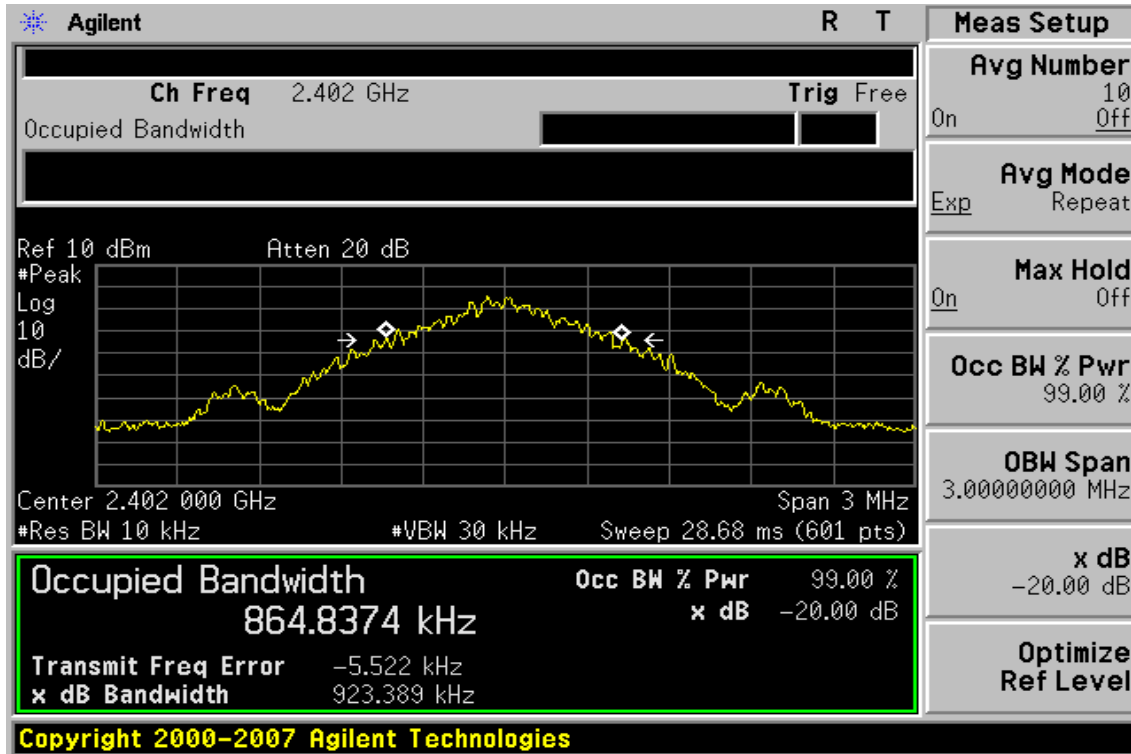 Agilent R T
Ch Freq 2.402 GHz Trig Free
Occupied Bandwidth
Ref 10 dBm Atten 20 dB
#Peak
Log
10
dB/
Center 2.402 000 GHz Span 3 MHz
#Res BW 10 kHz #VBW 30 kHz Sweep 28.68 ms (601 pts)
Occupied Bandwidth Occ BW % Pwr 99.00 %
864.8374 kHz x dB -20.00 dB
Transmit Freq Error -5.522 kHz
x dB Bandwidth 923.389 kHz
Copyright 2000-2007 Agilent Technologies
Meas Setup
Avg Number
10
On Off
Avg Mode
Exp Repeat
Max Hold
On Off
Occ BW % Pwr
99.00 %
OBW Span
3.00000000 MHz
x dB
-20.00 dB
Optimize
Ref Level